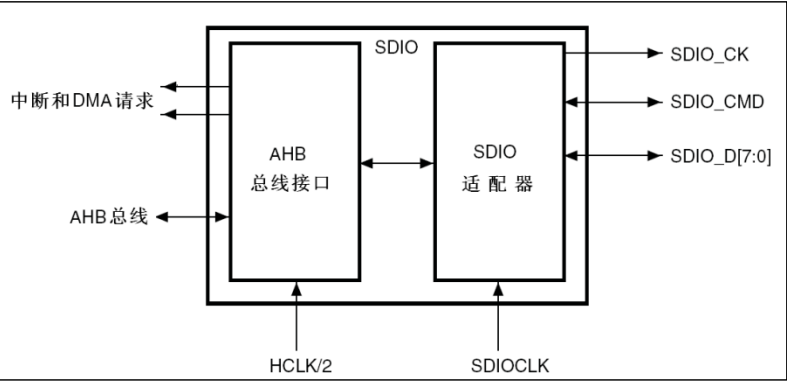 SDIO
SDIO_CK
中断和DMA请求
SDIO_CMD
AHB
总线接口
SDIO
适配器
SDIO_D[7:0]
AHB总线
HCLK/2
SDIOCLK